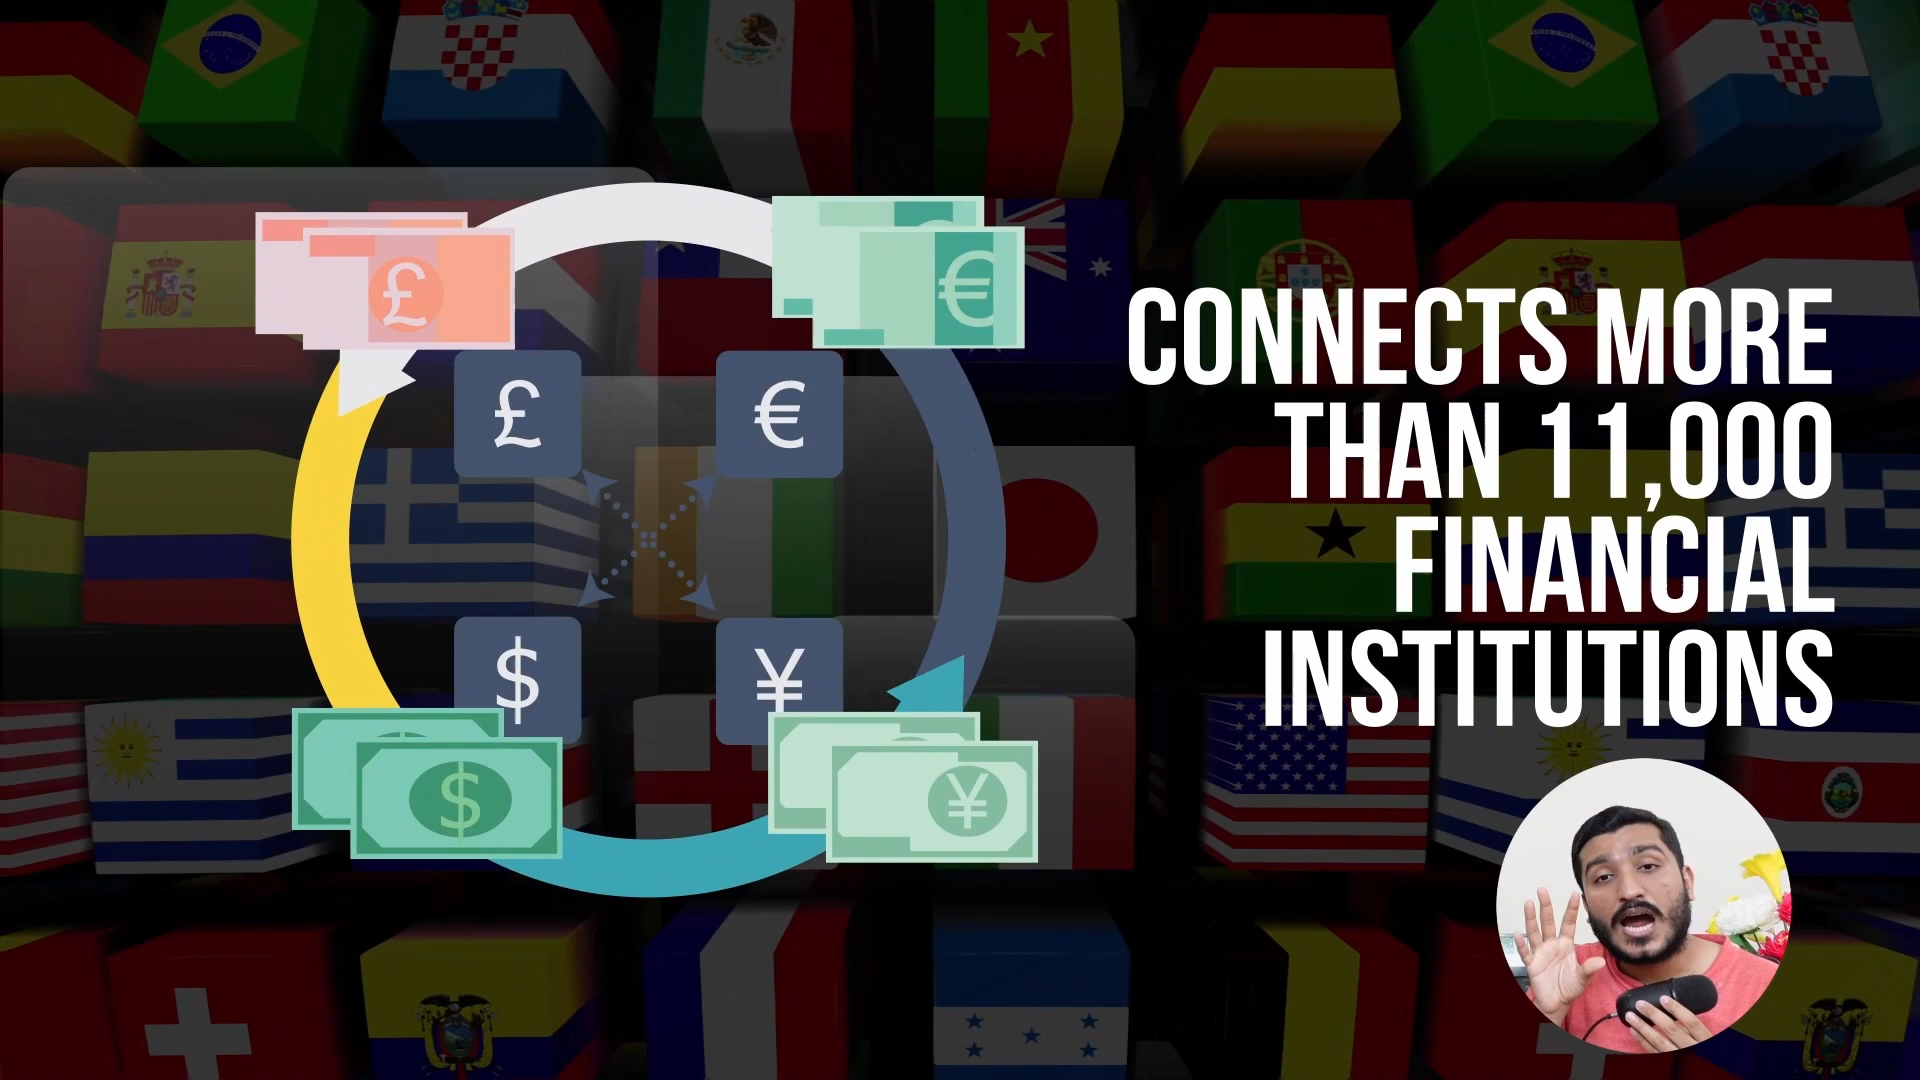 CONNECTS MORE
THAN 11,000
FINANCIAL
INSTITUTIONS
£
€
£
€
$
¥
$
¥